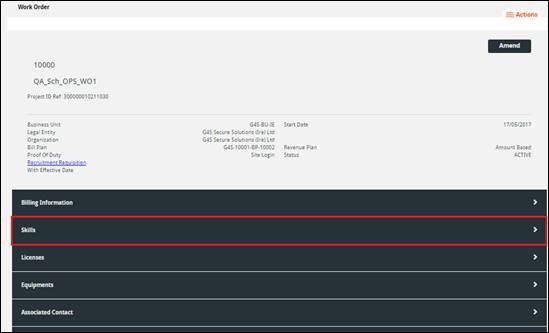 Work Order
Actions
Amend
10000
QA_Sch_OPS_WO1
Project ID Ref: 300000010211030
Business Unit G4S-BU-IE Start Date 17/05/2017
Legal Entity G4S Secure Solutions (Ire) Ltd
Organization G4S Secure Solutions (Ire) Ltd
Bill Plan G4S-10001-BP-10002 Revenue Plan Amount Based
Proof Of Duty Site Login Status ACTIVE
Recruitment Requisition
With Effective Date
Billing Information
Skills
Licenses
Equipments
Associated Contact